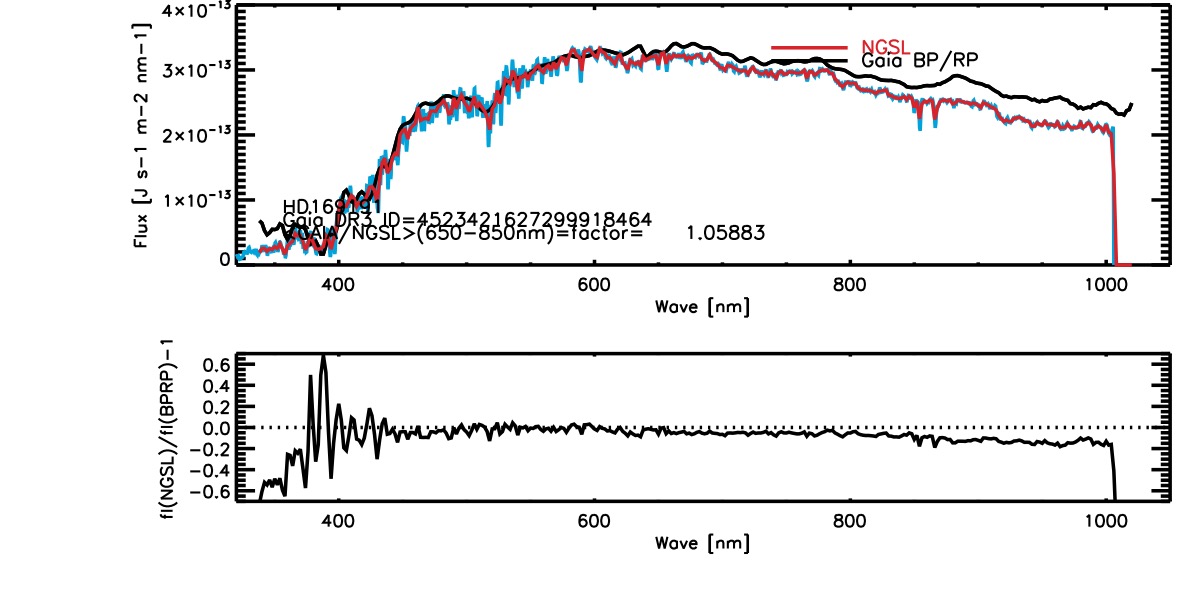 4×10-13
3×10-13
2×10-13
1×10-13
0
Flux [J s-1 m-2 nm-1]
NGSL
Gaia BP/RP
HD169191
Gaia DR3 ID=4523421627299918464
<GAIA/NGSL>(650-850nm)=factor= 1.05883
400 600 800 1000
Wave [nm]
fl(NGSL)/fl(BPRP)-1
0.6
0.4
0.2
0.0
-0.2
-0.4
-0.6
400 600 800 1000
Wave [nm]